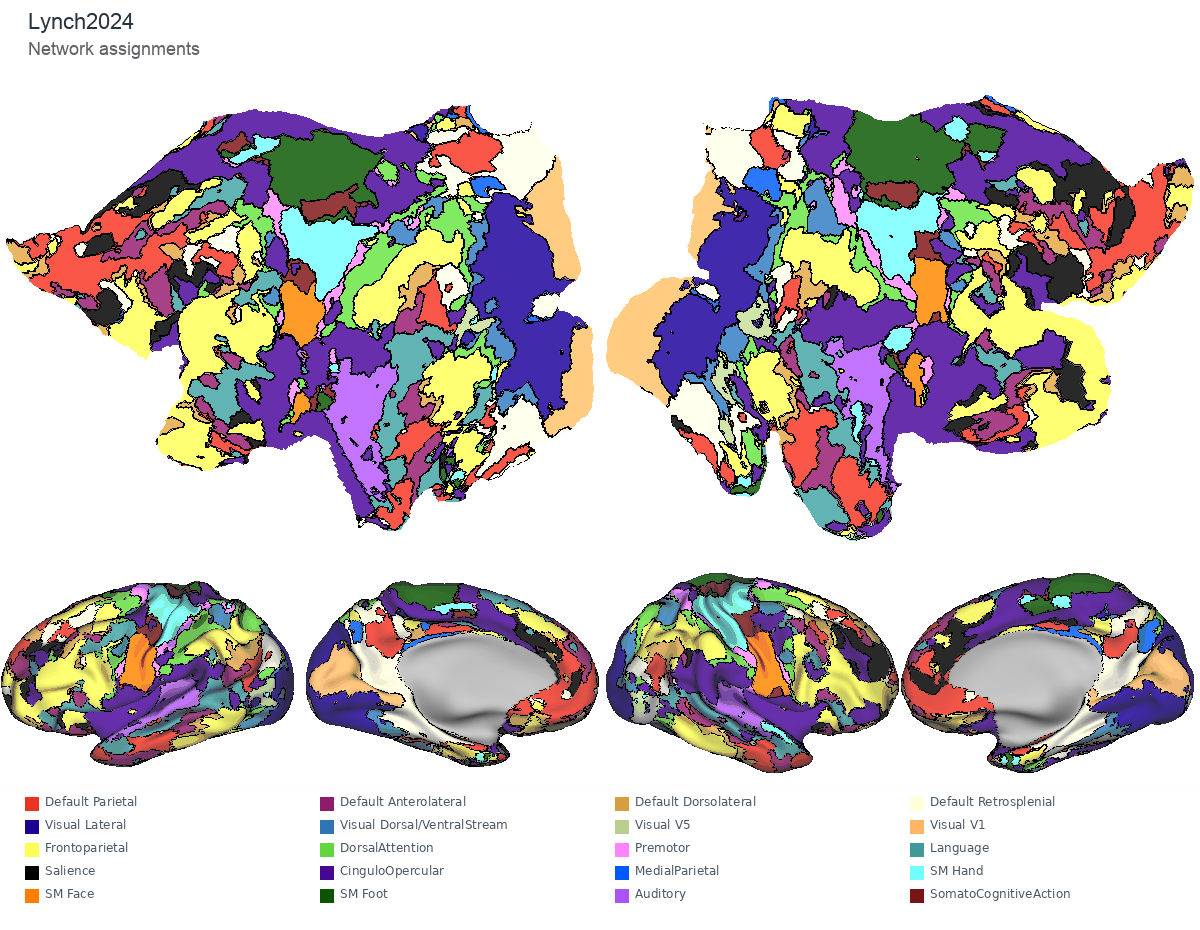 Lynch2024
Network assignments
Default Parietal
Default Anterolateral
Default Dorsolateral
Default Retrosplenial
Visual Lateral
Visual Dorsal/VentralStream
Visual V5
Visual V1
Frontoparietal
DorsalAttention
Premotor
Language
Salience
CinguloOpercular
MedialParietal
SM Hand
SM Face
SM Foot
Auditory
SomatoCognitiveAction